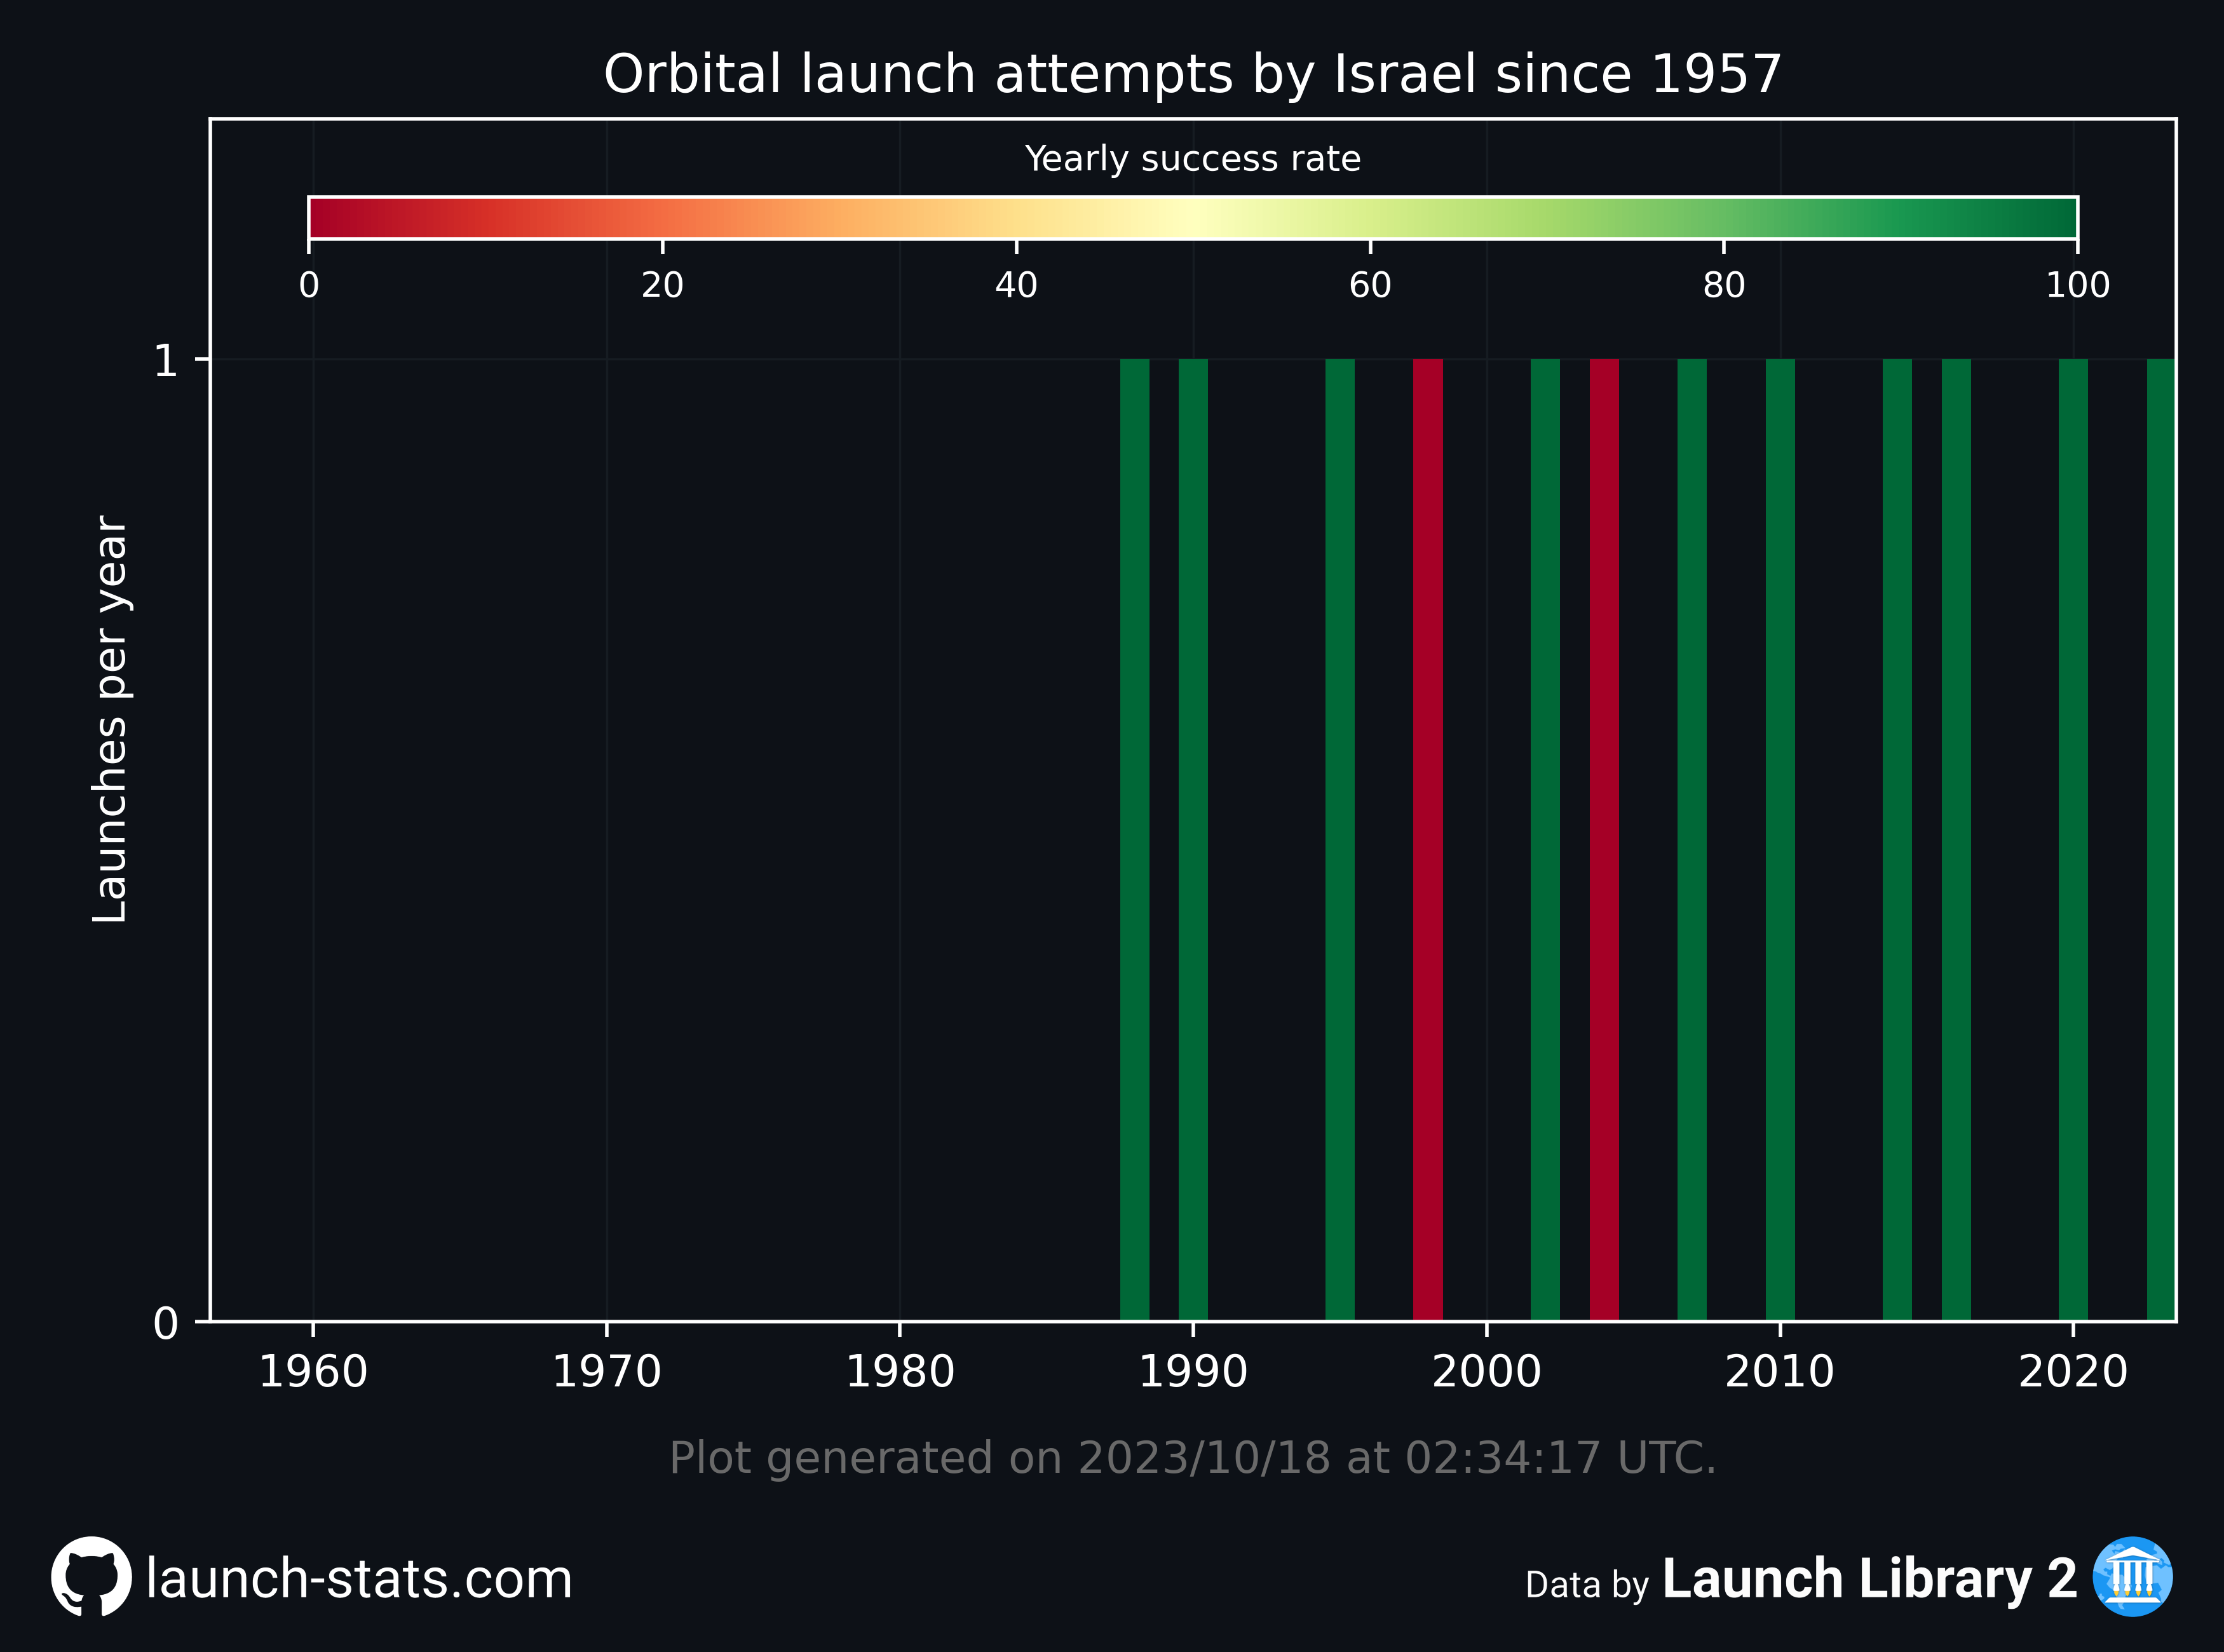 Orbital launch attempts by Israel since 1957
Yearly success rate
0 20 40 60 80 100
1
Launches per year
0
1960 1970 1980 1990 2000 2010 2020
Plot generated on 2023/10/18 at 02:34:17 UTC.
launch-stats.com
Data by Launch Library 2